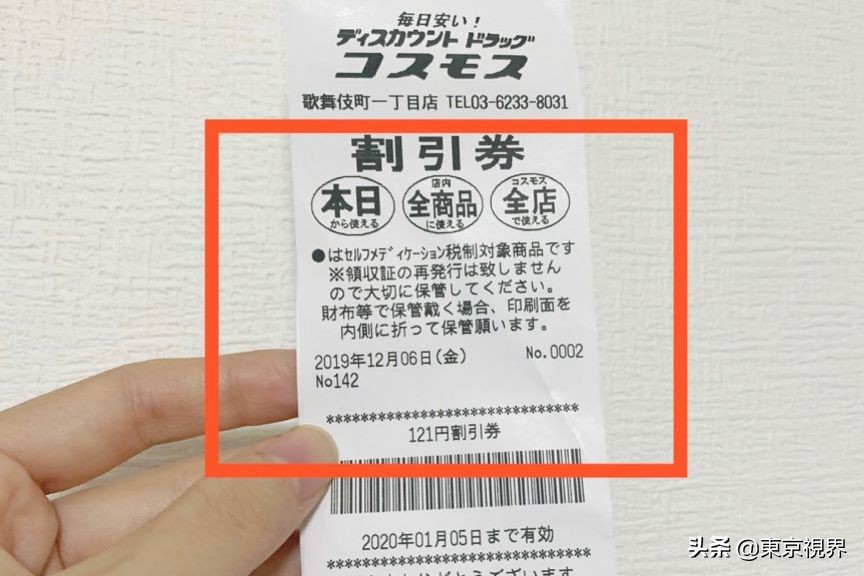 毎日安い！
ディスカウント ドラッグ
コスモス
歌舞伎町一丁目店 TEL03-6233-8031
割引券
本日から使える 店内全商品に使える コスモス全店で使える
●はセルフメディケーション税制対象商品です
※領収証の再発行は致しません
ので大切に保管してください。
財布等で保管戴く場合、印刷面を
内側に折って保管願います。
2019年12月06日(金) No.0002
No142
******************************
121円割引券
2020年01月05日まで有効
******************************
头条 @東京視界